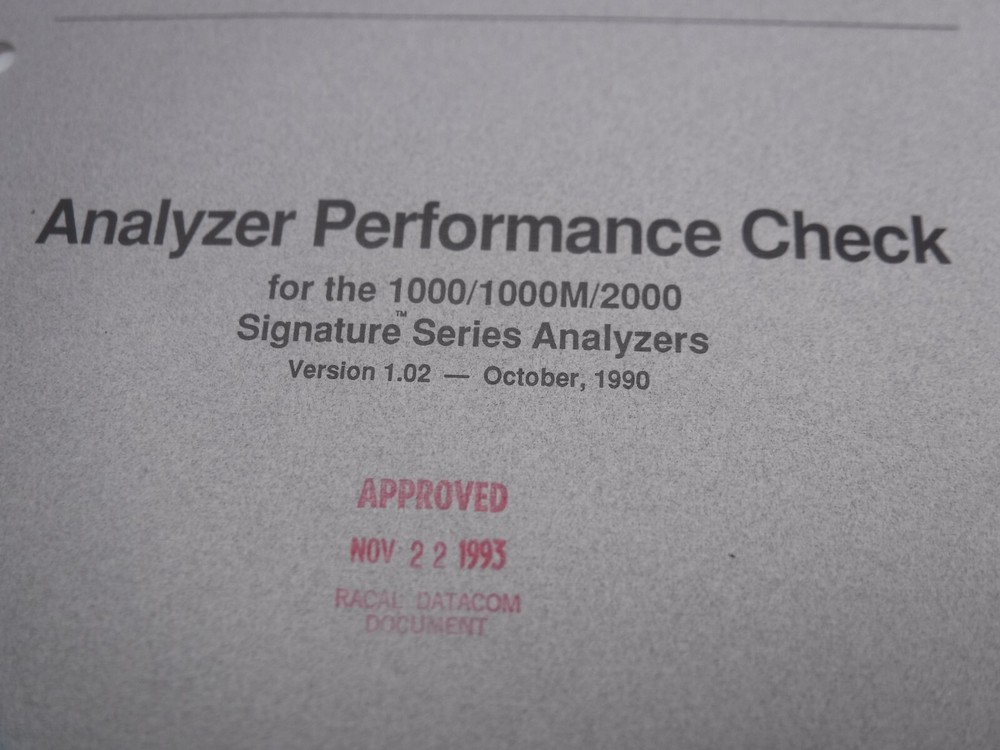 Analyzer Performance Check
for the 1000/1000M/2000
Signature™ Series Analyzers
Version 1.02 — October, 1990
APPROVED
NOV 22 1993
RACAL DATACOM
DOCUMENT